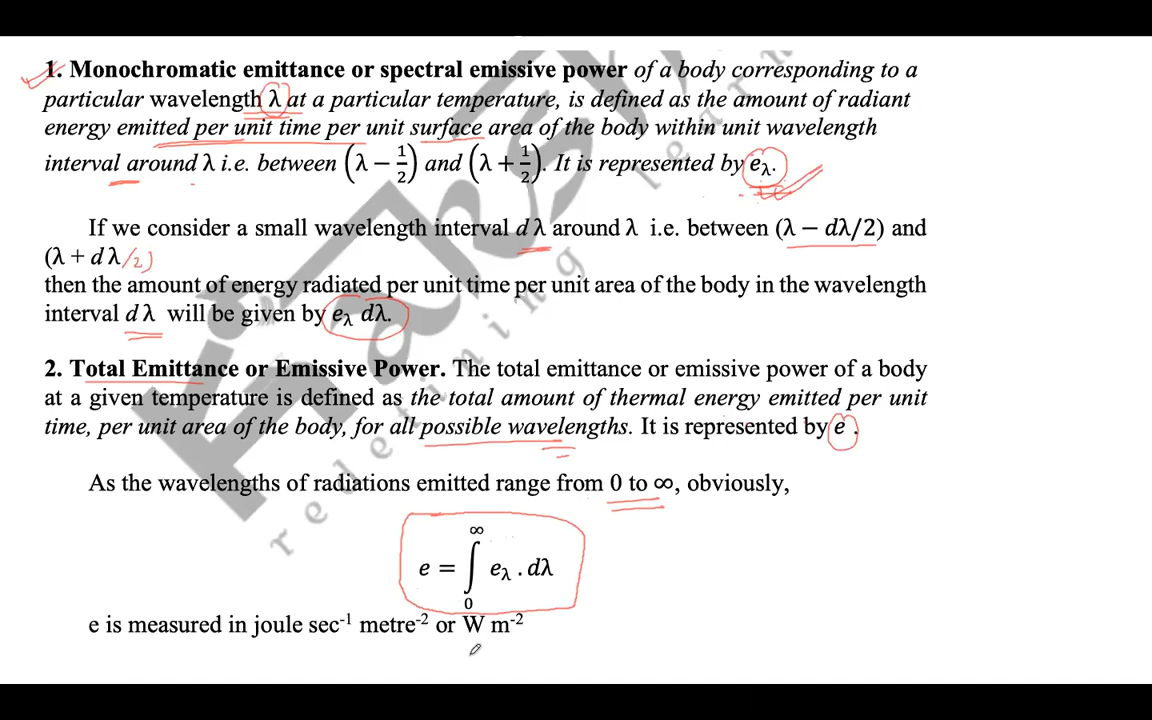 1. Monochromatic emittance or spectral emissive power of a body corresponding to a
particular wavelength λ at a particular temperature, is defined as the amount of radiant
energy emitted per unit time per unit surface area of the body within unit wavelength
interval around λ i.e. between (λ − 1/2) and (λ + 1/2). It is represented by eλ.
If we consider a small wavelength interval dλ around λ i.e. between (λ − dλ/2) and
(λ + dλ/2)
then the amount of energy radiated per unit time per unit area of the body in the wavelength
interval dλ will be given by eλ dλ.
2. Total Emittance or Emissive Power. The total emittance or emissive power of a body
at a given temperature is defined as the total amount of thermal energy emitted per unit
time, per unit area of the body, for all possible wavelengths. It is represented by e .
As the wavelengths of radiations emitted range from 0 to ∞, obviously,
e = ∫₀^∞ eλ . dλ
e is measured in joule sec⁻¹ metre⁻² or W m⁻²